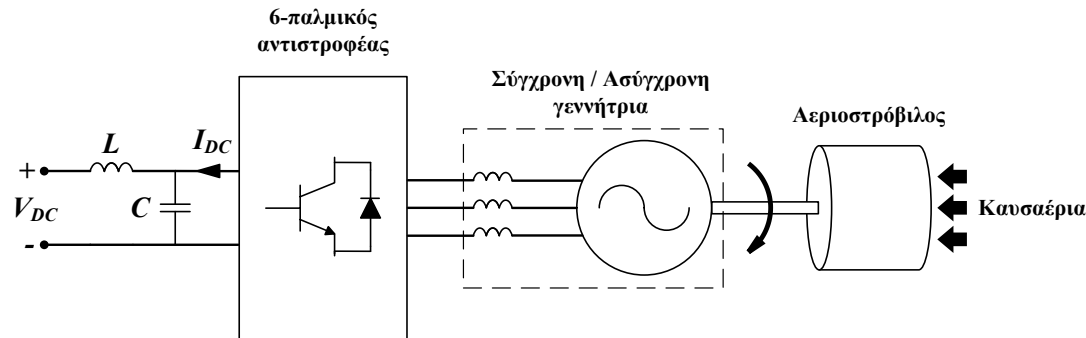 6-παλμικός
αντιστροφέας
Σύγχρονη / Ασύγχρονη
γεννήτρια
Αεριοστρόβιλος
L
I_DC
+
V_DC
C
-
Καυσαέρια